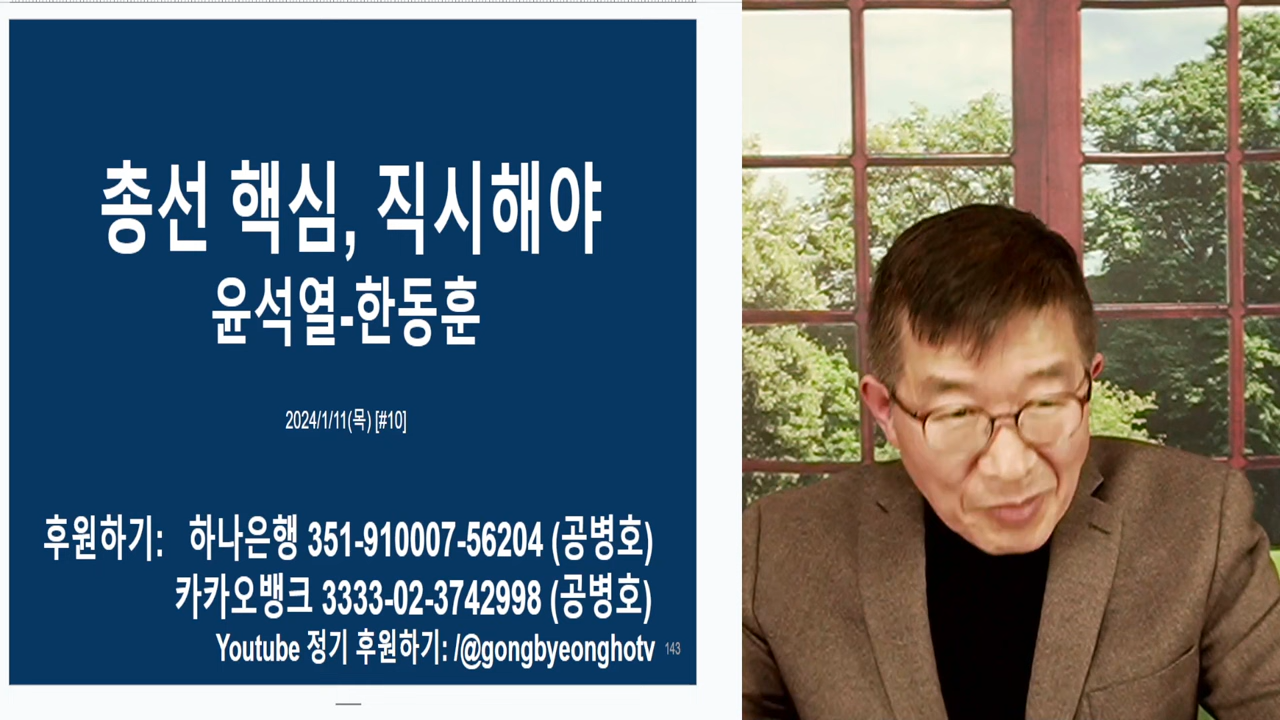 총선 핵심, 직시해야
윤석열-한동훈
2024/1/11(목) [#10]
후원하기: 하나은행 351-910007-56204 (공병호)
카카오뱅크 3333-02-3742998 (공병호)
Youtube 정기 후원하기: /@gongbyeonghotv
143